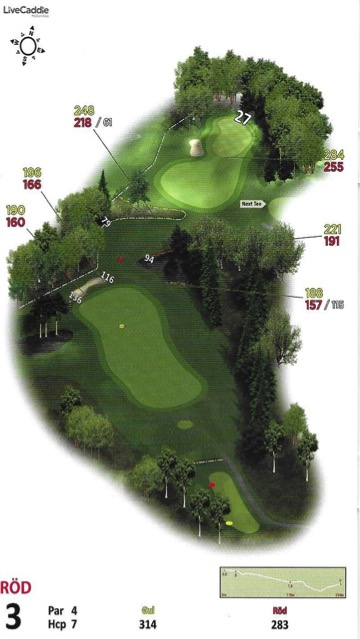 LiveCaddie
N
W
E
S
27
248
218 / 61
284
255
196
166
Next Tee
190
160
79
221
191
94
116
136
188
157 / 115
RÖD
3
Par 4
Hcp 7
Gul
314
Röd
283